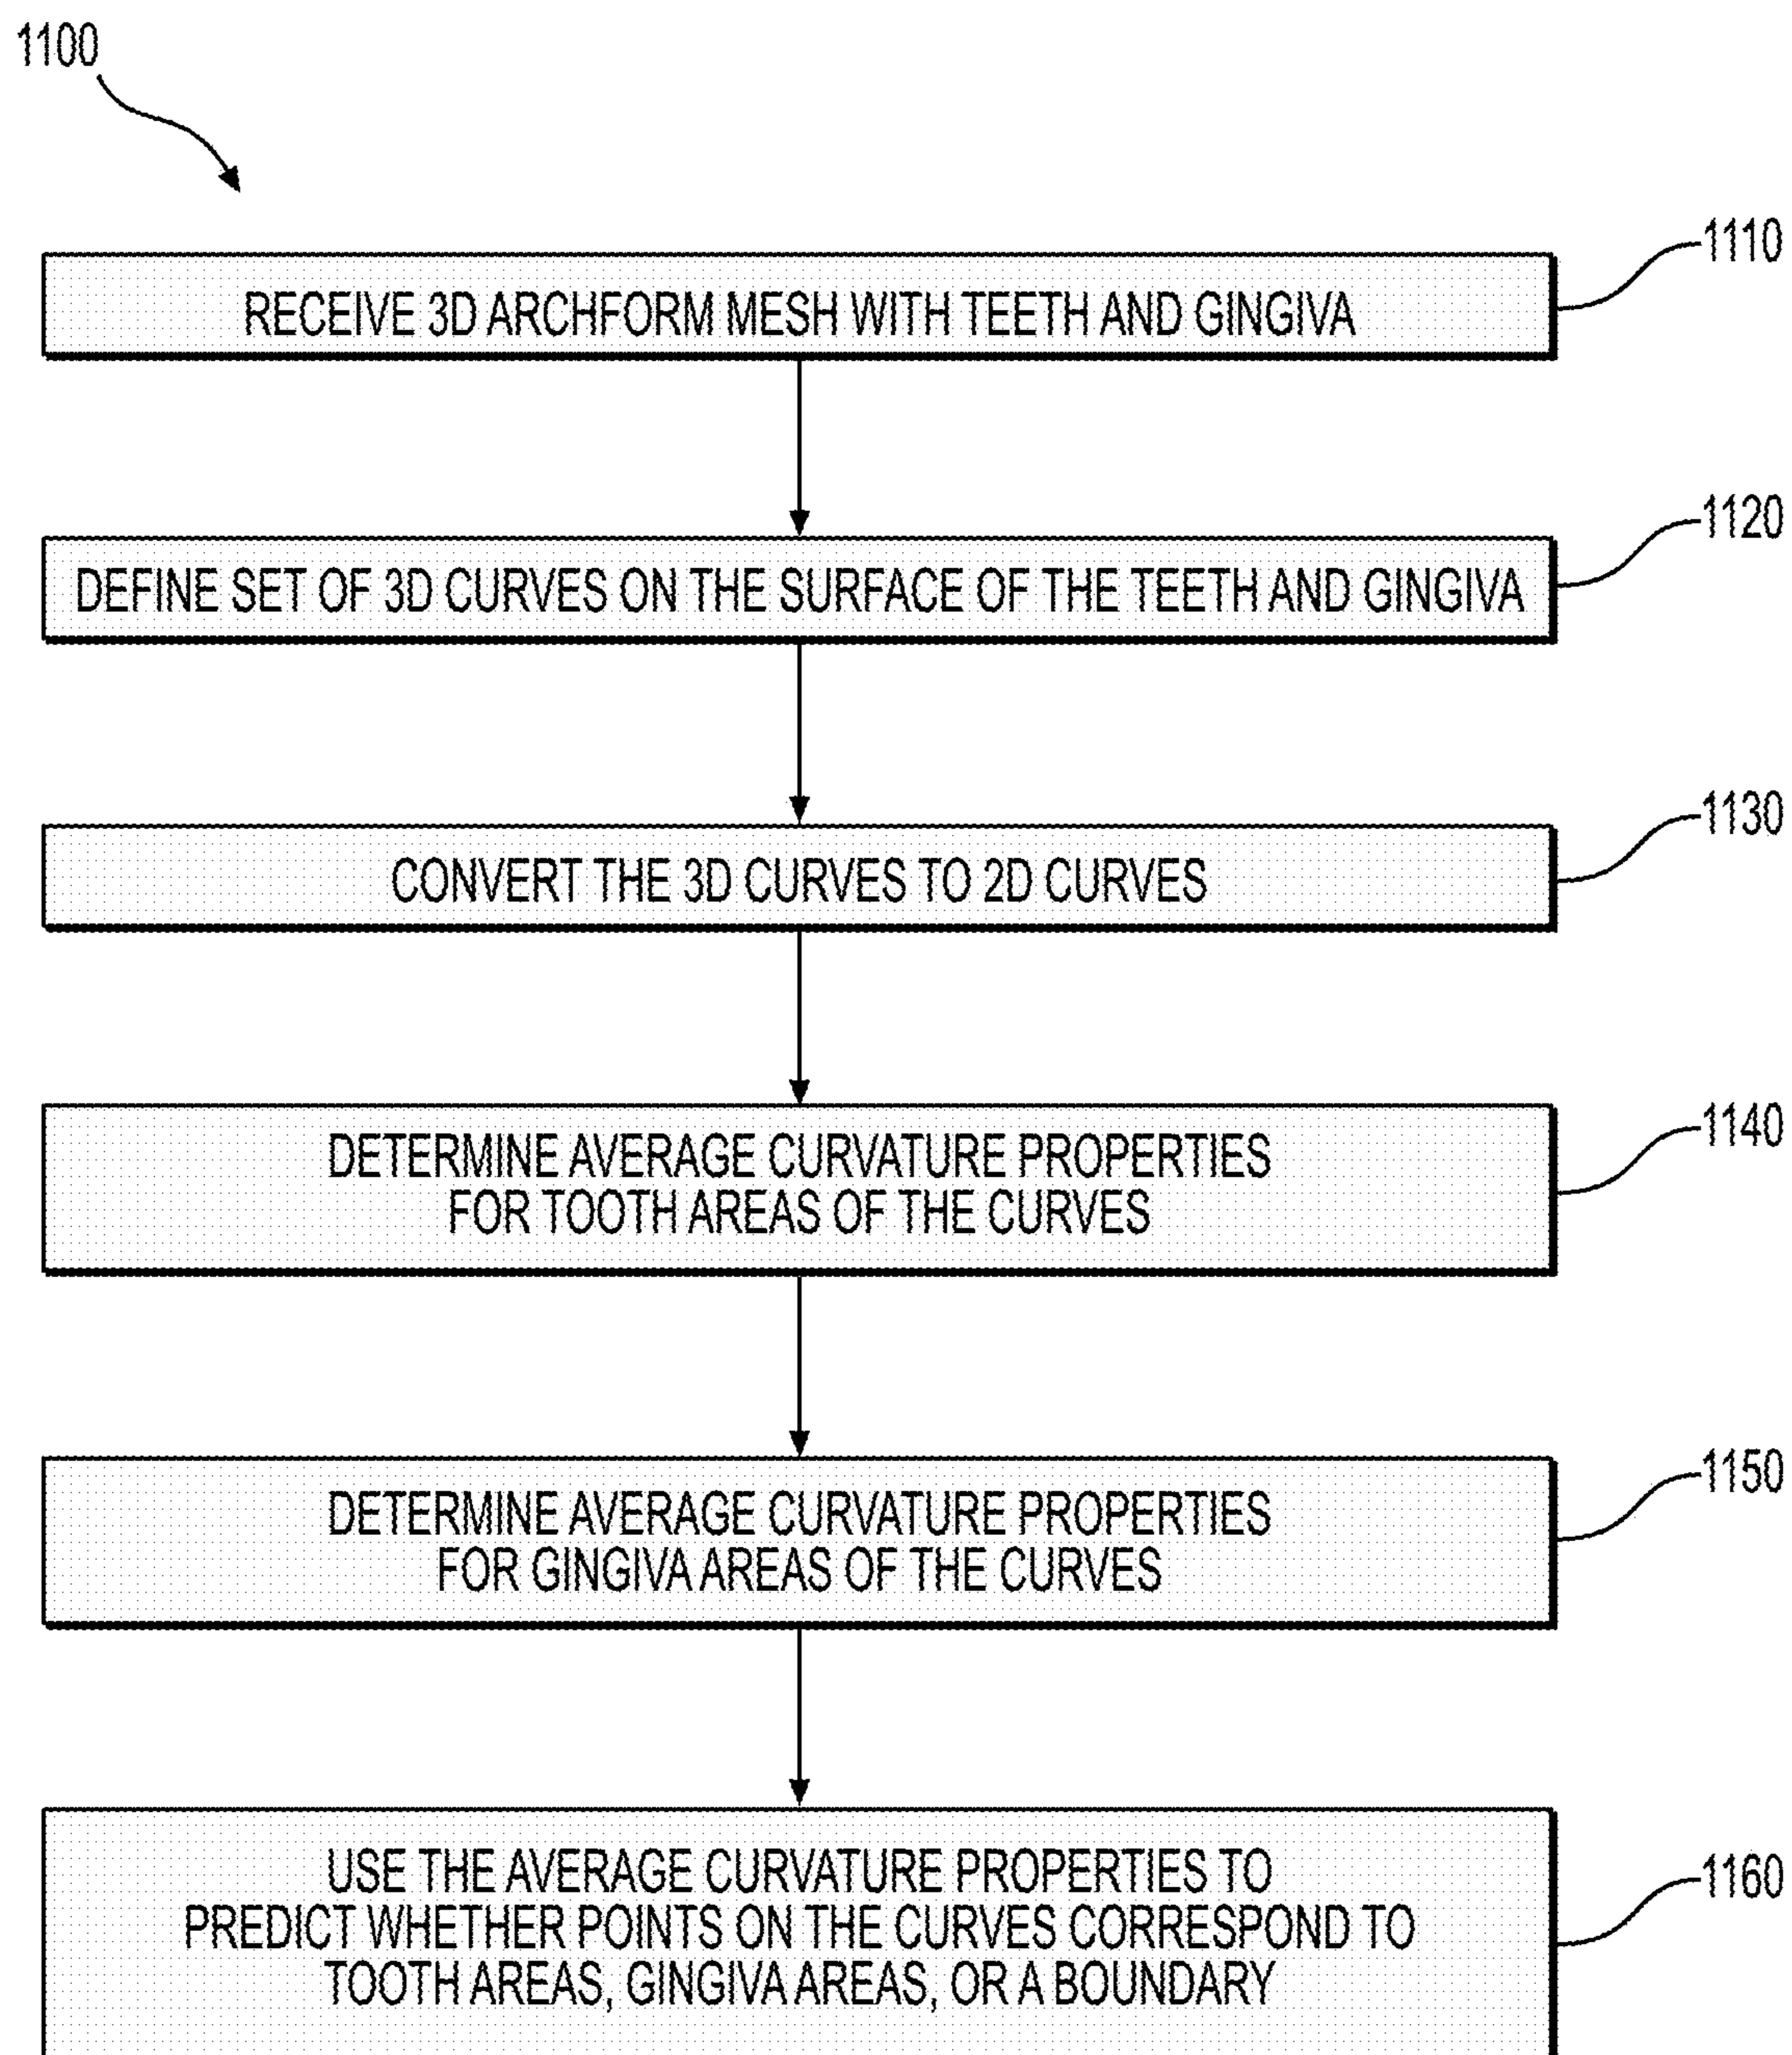 1100
1110
RECEIVE 3D ARCHFORM MESH WITH TEETH AND GINGIVA
1120
DEFINE SET OF 3D CURVES ON THE SURFACE OF THE TEETH AND GINGIVA
1130
CONVERT THE 3D CURVES TO 2D CURVES
1140
DETERMINE AVERAGE CURVATURE PROPERTIES
FOR TOOTH AREAS OF THE CURVES
1150
DETERMINE AVERAGE CURVATURE PROPERTIES
FOR GINGIVA AREAS OF THE CURVES
1160
USE THE AVERAGE CURVATURE PROPERTIES TO
PREDICT WHETHER POINTS ON THE CURVES CORRESPOND TO
TOOTH AREAS, GINGIVA AREAS, OR A BOUNDARY